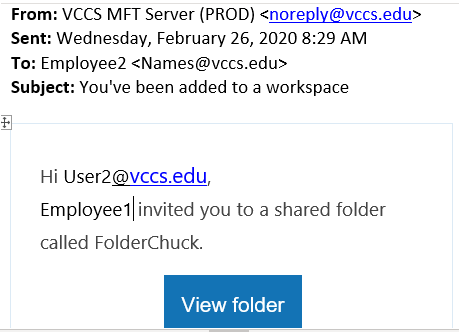 From: VCCS MFT Server (PROD) <noreply@vccs.edu>
Sent: Wednesday, February 26, 2020 8:29 AM
To: Employee2 <Names@vccs.edu>
Subject: You've been added to a workspace
Hi User2@vccs.edu,
Employee1 invited you to a shared folder
called FolderChuck.
View folder